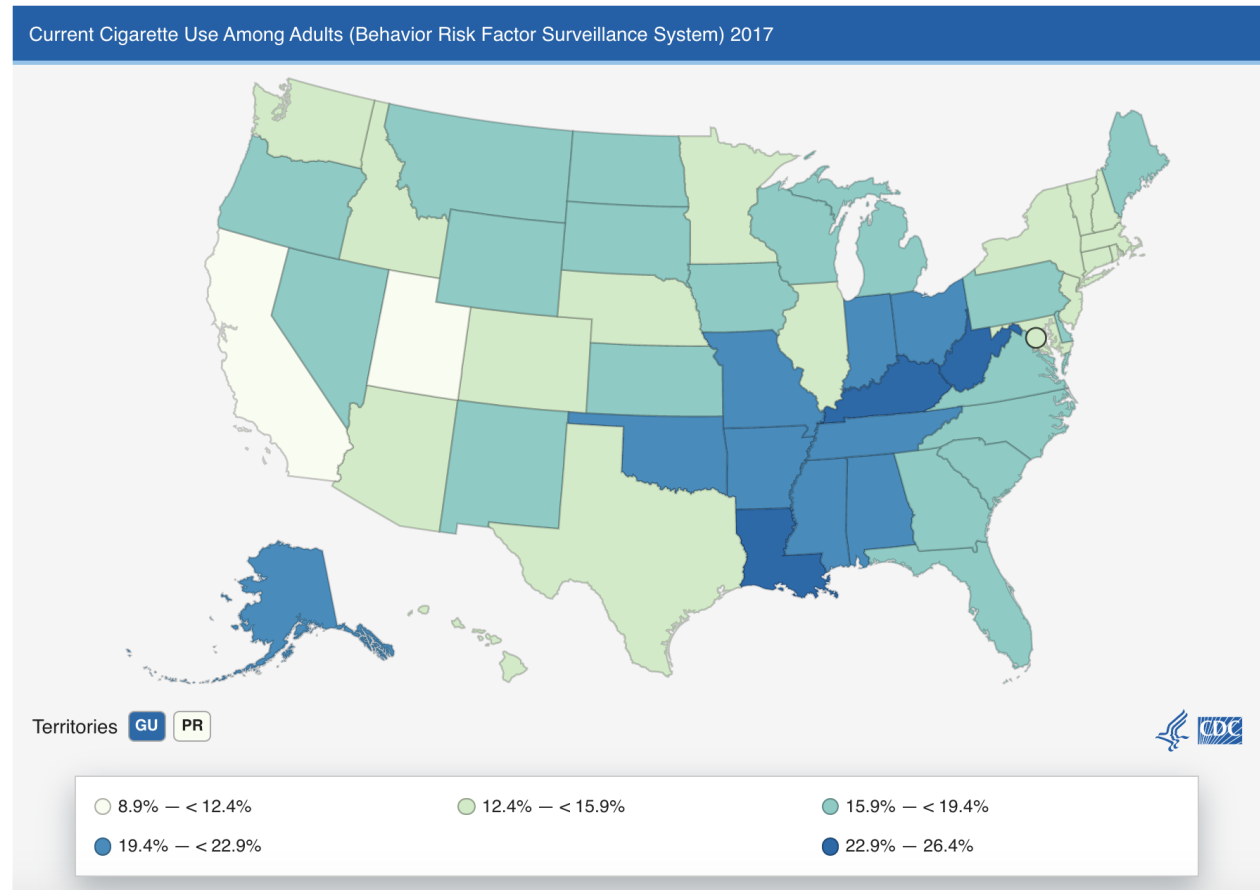 Current Cigarette Use Among Adults (Behavior Risk Factor Surveillance System) 2017
Territories GU PR
CDC
8.9% — < 12.4% 12.4% — < 15.9% 15.9% — < 19.4%
19.4% — < 22.9% 22.9% — 26.4%